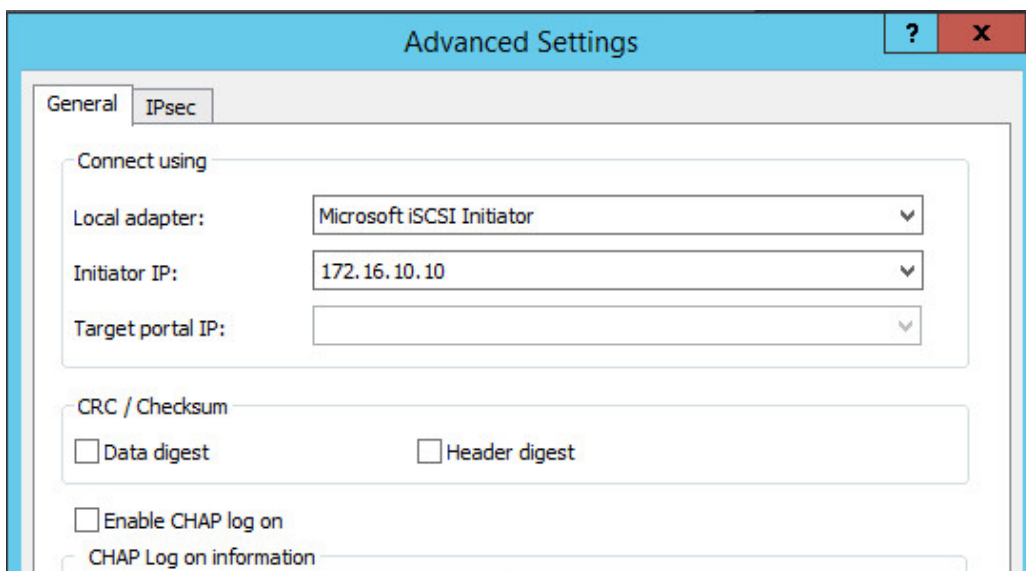 Advanced Settings
?
x
General
IPsec
Connect using
Local adapter:
Microsoft iSCSI Initiator
Initiator IP:
172.16.10.10
Target portal IP:
CRC / Checksum
Data digest
Header digest
Enable CHAP log on
CHAP Log on information